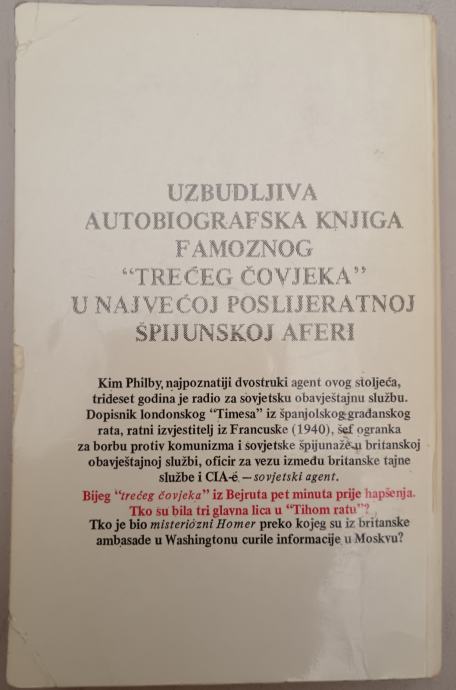 UZBUDLJIVA
AUTOBIOGRAFSKA KNJIGA
FAMOZNOG
“TREĆEG ČOVJEKA”
U NAJVEĆOJ POSLIJERATNOJ
ŠPIJUNSKOJ AFERI
Kim Philby, najpoznatiji dvostruki agent ovog stoljeća,
trideset godina je radio za sovjetsku obavještajnu službu.
Dopisnik londonskog “Timesa” iz španjolskog građanskog
rata, ratni izvjestitelj iz Francuske (1940), šef ogranka
za borbu protiv komunizma i sovjetske špijunaže u britanskoj
obavještajnoj službi, oficir za vezu između britanske tajne
službe i CIA-é — sovjetski agent.
Bijeg “trećeg čovjeka” iz Bejruta pet minuta prije hapšenja.
Tko su bila tri glavna lica u “Tihom ratu”?
Tko je bio misteriózni Homer preko kojeg su iz britanske
ambasade u Washingtonu curile informacije u Moskvu?